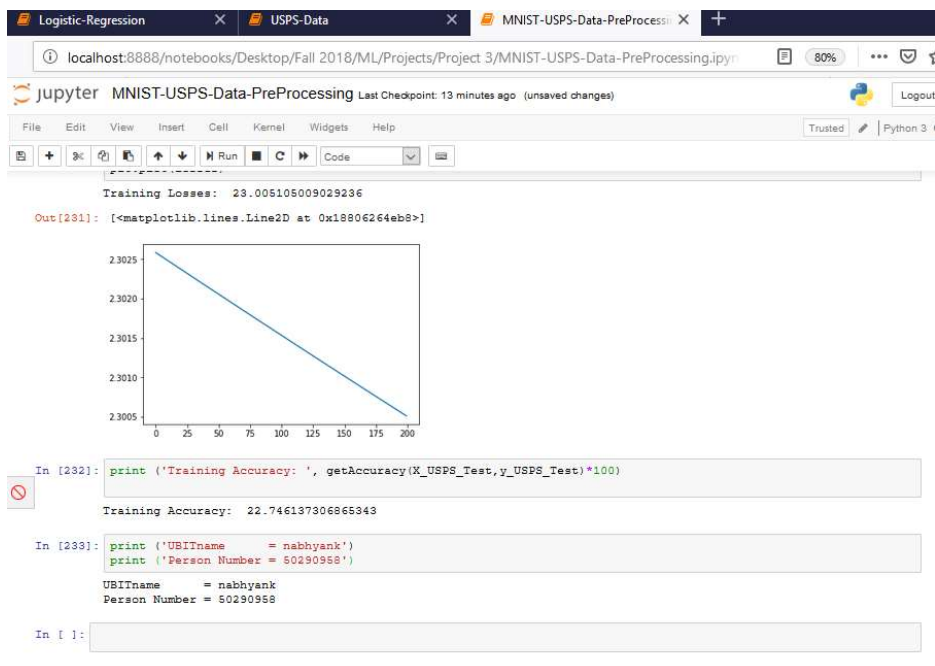 Logistic-Regression
USPS-Data
MNIST-USPS-Data-PreProcessi
localhost:8888/notebooks/Desktop/Fall 2018/ML/Projects/Project 3/MNIST-USPS-Data-PreProcessing.ipyn
80%
jupyter MNIST-USPS-Data-PreProcessing Last Checkpoint: 13 minutes ago (unsaved changes)
Logout
File Edit View Insert Cell Kernel Widgets Help
Trusted
Python 3
Run
Code
Training Losses: 23.005105009029236
Out[231]: [<matplotlib.lines.Line2D at 0x18806264eb8>]
2.3025
2.3020
2.3015
2.3010
2.3005
0 25 50 75 100 125 150 175 200
In [232]: print ('Training Accuracy: ', getAccuracy(X_USPS_Test,y_USPS_Test)*100)
Training Accuracy: 22.746137306865343
In [233]: print ('UBITname = nabhyank')
print ('Person Number = 50290958')
UBITname = nabhyank
Person Number = 50290958
In [ ]: